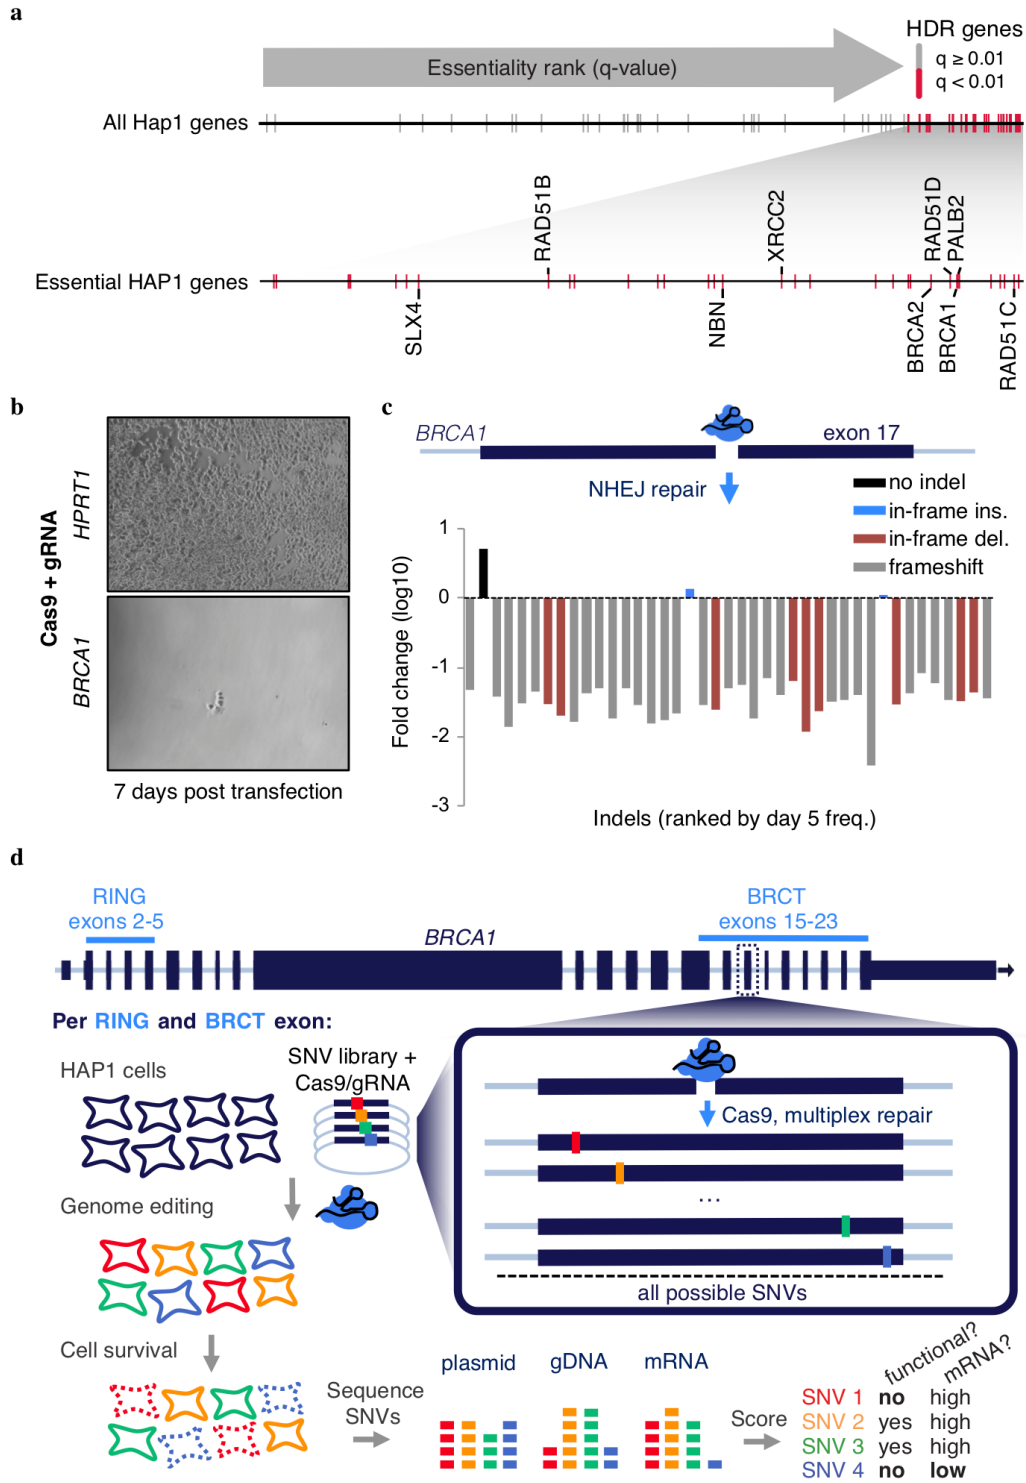 a
HDR genes
q ≥ 0.01
q < 0.01
Essentiality rank (q-value)
All Hap1 genes
RAD51B
XRCC2
RAD51D
PALB2
Essential HAP1 genes
SLX4
NBN
BRCA2
BRCA1
RAD51C
b
Cas9 + gRNA
HPRT1
BRCA1
7 days post transfection
c
BRCA1
exon 17
NHEJ repair
no indel
in-frame ins.
in-frame del.
frameshift
Fold change (log10)
1
0
-1
-2
-3
Indels (ranked by day 5 freq.)
d
RING
exons 2-5
BRCA1
BRCT
exons 15-23
Per RING and BRCT exon:
HAP1 cells
SNV library +
Cas9/gRNA
Cas9, multiplex repair
...
all possible SNVs
Genome editing
Cell survival
Sequence
SNVs
plasmid
gDNA
mRNA
Score
functional?
mRNA?
SNV 1 no high
SNV 2 yes high
SNV 3 yes high
SNV 4 no low